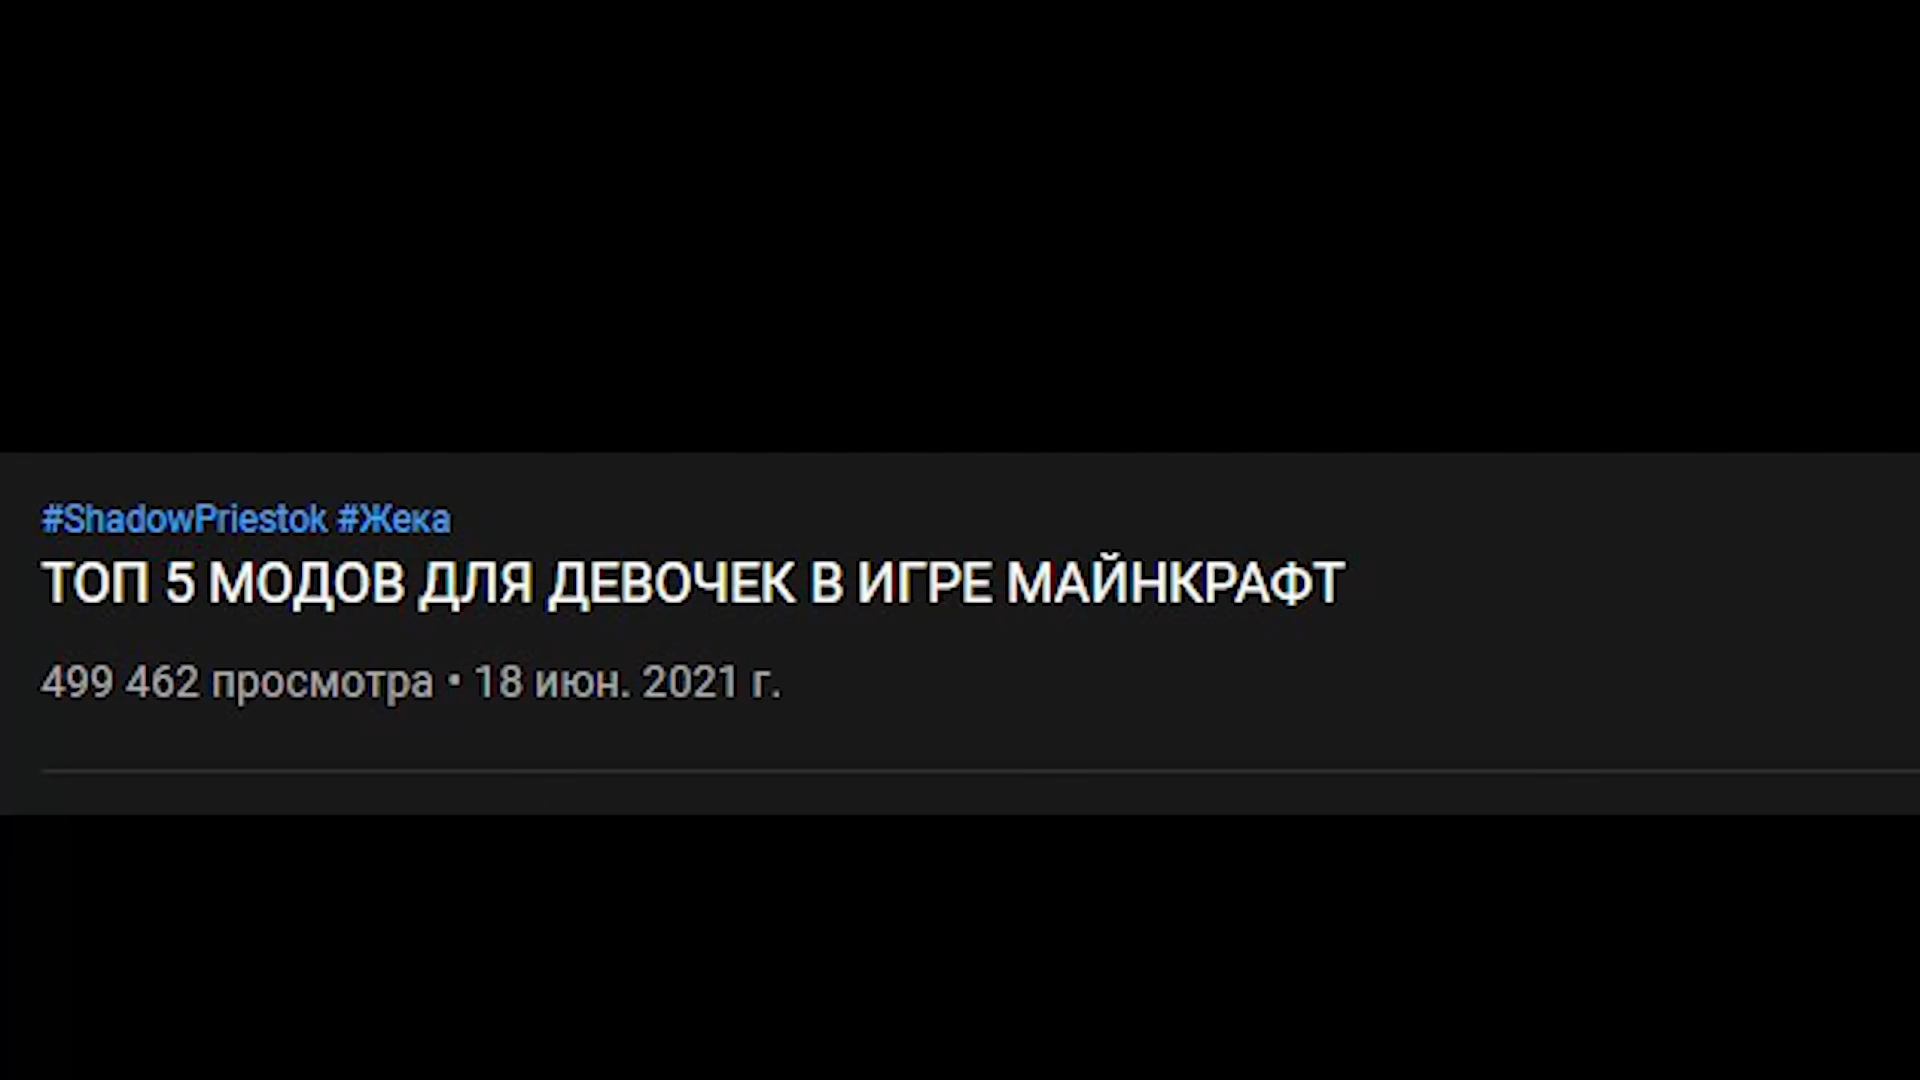 #ShadowPriestok #Жека
ТОП 5 МОДОВ ДЛЯ ДЕВОЧЕК В ИГРЕ МАЙНКРАФТ
499 462 просмотра • 18 июн. 2021 г.